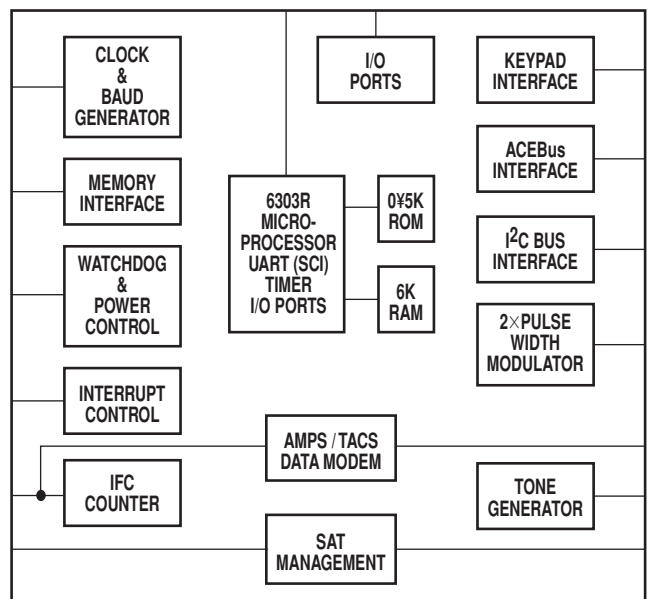 CLOCK
&
BAUD
GENERATOR
I/O
PORTS
KEYPAD
INTERFACE
MEMORY
INTERFACE
6303R
MICRO-
PROCESSOR
UART (SCI)
TIMER
I/O PORTS
0¥5K
ROM
6K
RAM
ACEBus
INTERFACE
I²C BUS
INTERFACE
WATCHDOG
&
POWER
CONTROL
2×PULSE
WIDTH
MODULATOR
INTERRUPT
CONTROL
AMPS / TACS
DATA MODEM
IFC
COUNTER
TONE
GENERATOR
SAT
MANAGEMENT